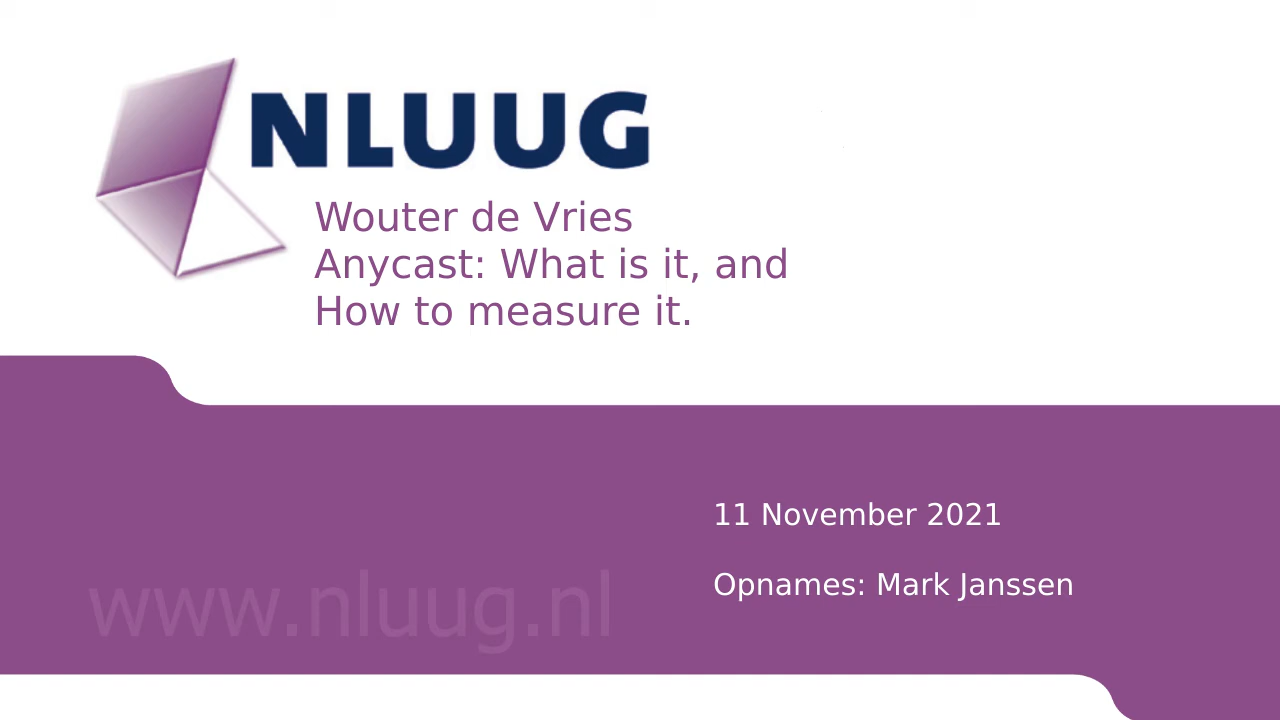 NLUUG
Wouter de Vries
Anycast: What is it, and
How to measure it.
11 November 2021
Opnames: Mark Janssen
www.nluug.nl